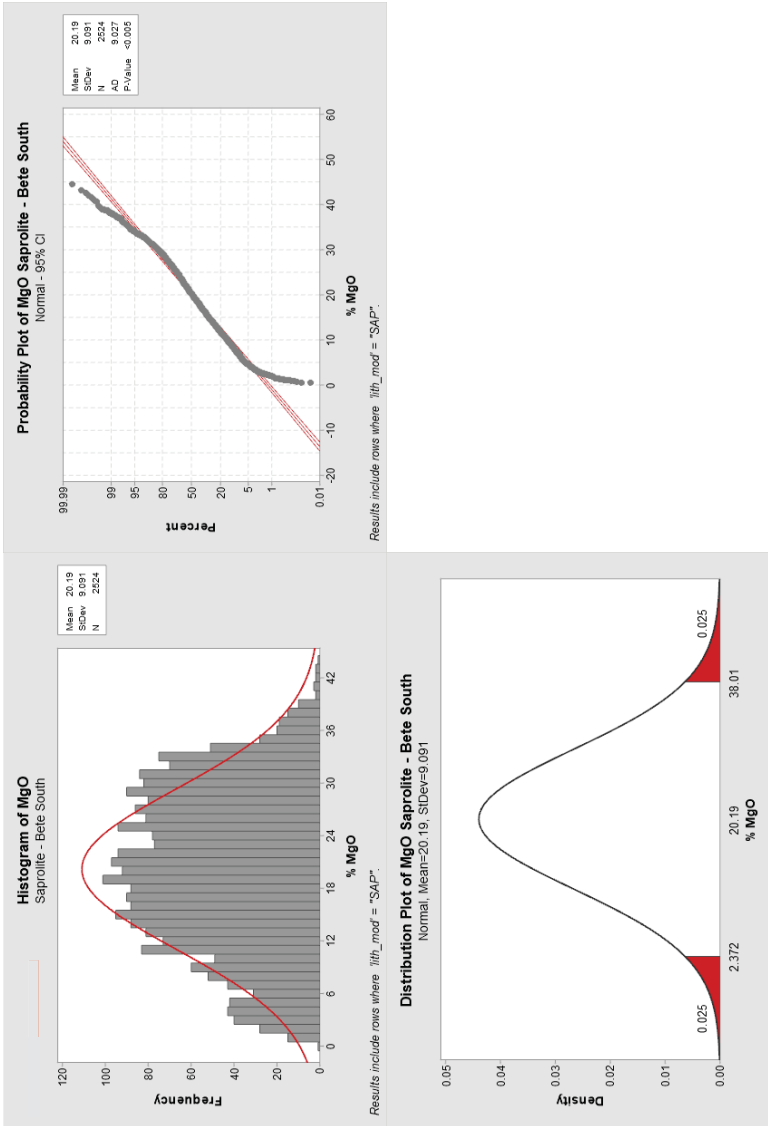 Histogram of MgO
Saprolite - Bete South
Mean 20.19
StDev 9.091
N 2524
120
100
80
60
40
20
0
Frequency
0 6 12 18 24 30 36 42
% MgO
Results include rows where 'lith_mod' = "SAP".
Probability Plot of MgO Saprolite - Bete South
Normal - 95% CI
Mean 20.19
StDev 9.091
N 2524
AD 9.027
P-Value <0.005
99.99
99
95
80
50
20
5
1
0.01
Percent
-20 -10 0 10 20 30 40 50 60
% MgO
Results include rows where 'lith_mod' = "SAP".
Distribution Plot of MgO Saprolite - Bete South
Normal, Mean=20.19, StDev=9.091
0.05
0.04
0.03
0.02
0.01
0.00
Density
0.025
0.025
2.372 20.19 38.01
% MgO